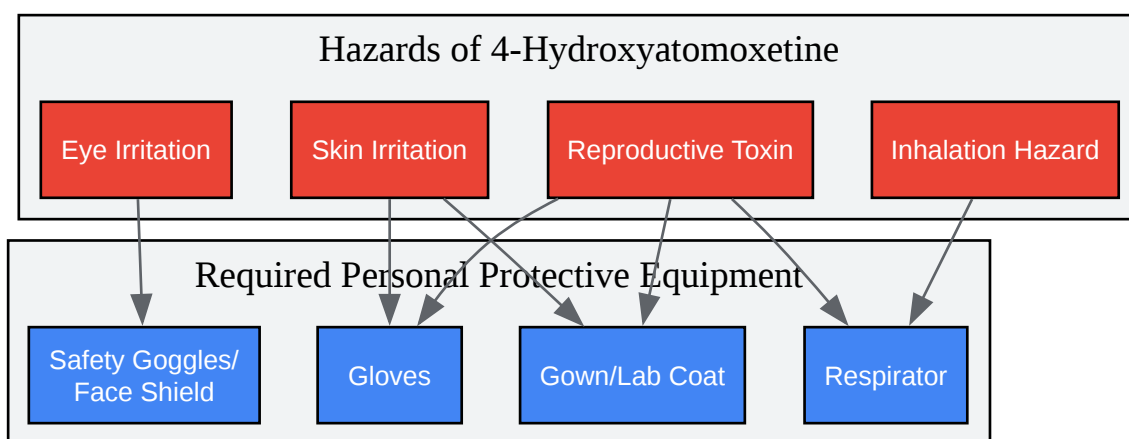 Hazards of 4-Hydroxyatomoxetine
Eye Irritation
Skin Irritation
Reproductive Toxin
Inhalation Hazard
Required Personal Protective Equipment
Safety Goggles/
Face Shield
Gloves
Gown/Lab Coat
Respirator